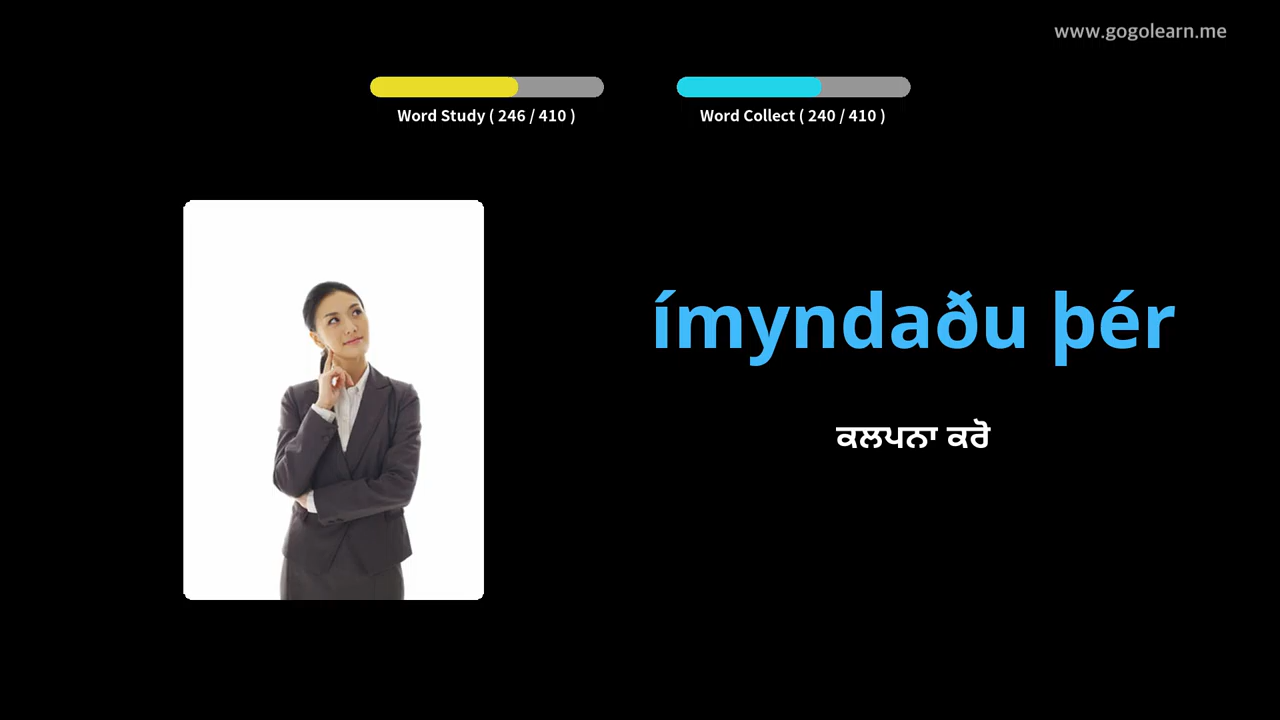 www.gogolearn.me
Word Study ( 246 / 410 )
Word Collect ( 240 / 410 )
ímyndaðu þér
ਕਲਪਨਾ ਕਰੋ